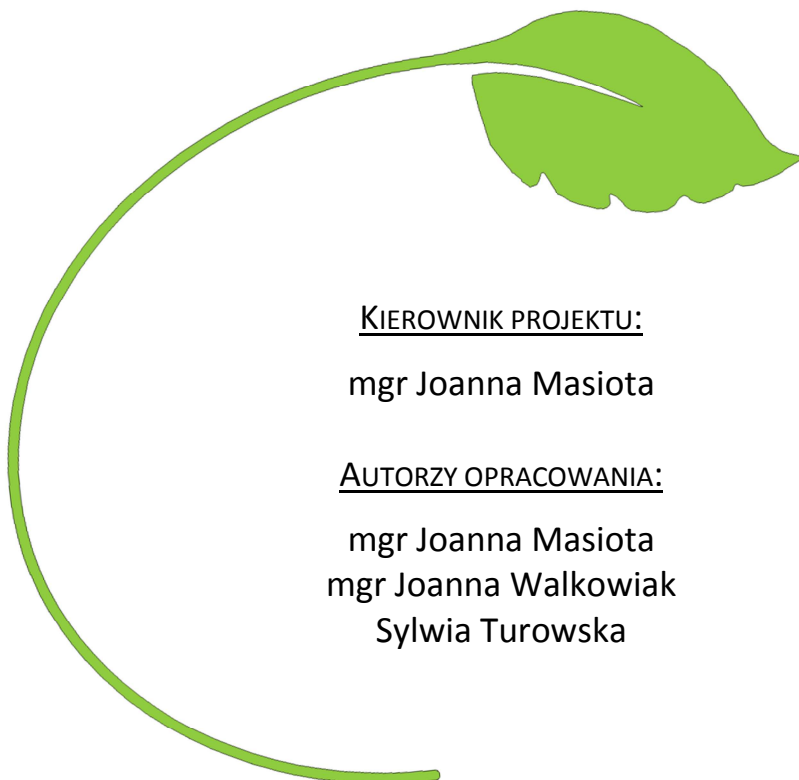 KIEROWNIK PROJEKTU:
mgr Joanna Masiota
AUTORZY OPRACOWANIA:
mgr Joanna Masiota
mgr Joanna Walkowiak
Sylwia Turowska